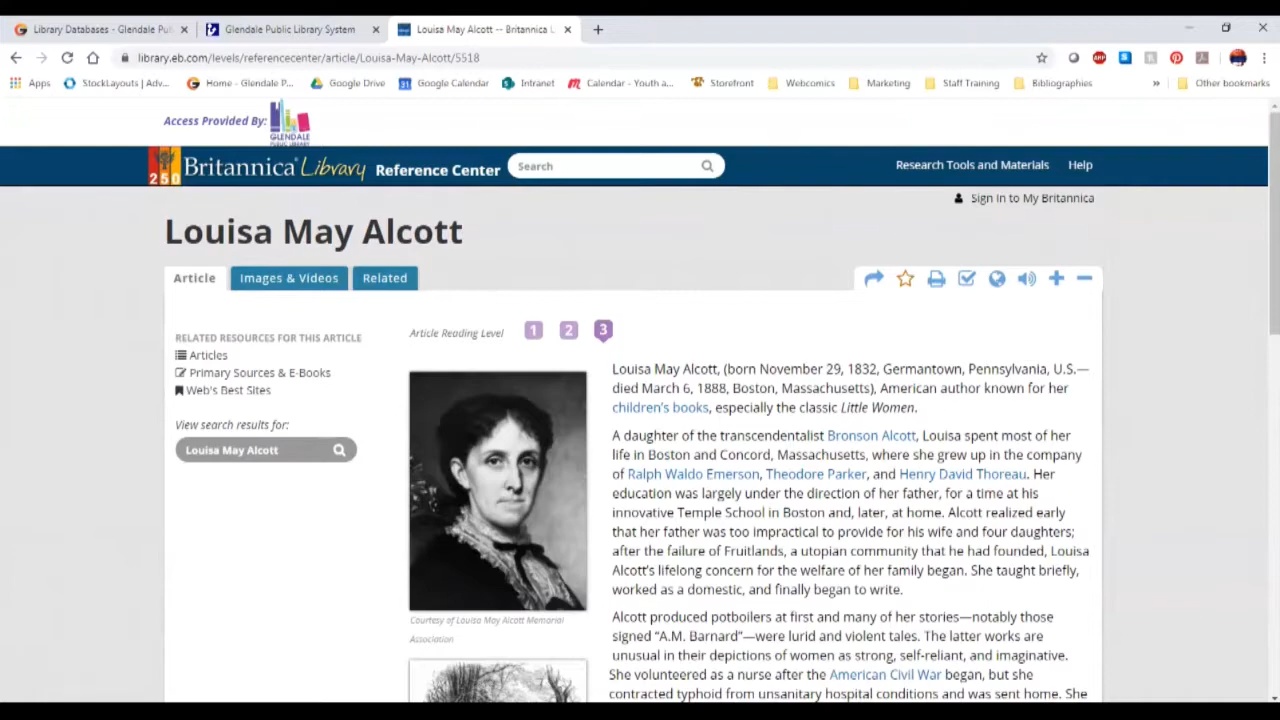 Library Databases - Glendale Pul
Glendale Public Library System
Louisa May Alcott -- Britannica L
library.eb.com/levels/referencecenter/article/Louisa-May-Alcott/5518
Apps
StockLayouts | Adv...
Home - Glendale P...
Google Drive
31
Google Calendar
Intranet
Calendar - Youth a...
Storefront
Webcomics
Marketing
Staff Training
Bibliographies
»
Other bookmarks
Access Provided By:
GLENDALE
PUBLIC LIBRARY
250
Britannica Library Reference Center
Search
Research Tools and Materials
Help
Sign In to My Britannica
Louisa May Alcott
Article
Images & Videos
Related
RELATED RESOURCES FOR THIS ARTICLE
Articles
Primary Sources & E-Books
Web's Best Sites
View search results for:
Louisa May Alcott
Article Reading Level 1 2 3
Courtesy of Louisa May Alcott Memorial
Association
Louisa May Alcott, (born November 29, 1832, Germantown, Pennsylvania, U.S.—
died March 6, 1888, Boston, Massachusetts), American author known for her
children's books, especially the classic Little Women.
A daughter of the transcendentalist Bronson Alcott, Louisa spent most of her
life in Boston and Concord, Massachusetts, where she grew up in the company
of Ralph Waldo Emerson, Theodore Parker, and Henry David Thoreau. Her
education was largely under the direction of her father, for a time at his
innovative Temple School in Boston and, later, at home. Alcott realized early
that her father was too impractical to provide for his wife and four daughters;
after the failure of Fruitlands, a utopian community that he had founded, Louisa
Alcott's lifelong concern for the welfare of her family began. She taught briefly,
worked as a domestic, and finally began to write.
Alcott produced potboilers at first and many of her stories—notably those
signed "A.M. Barnard"—were lurid and violent tales. The latter works are
unusual in their depictions of women as strong, self-reliant, and imaginative.
She volunteered as a nurse after the American Civil War began, but she
contracted typhoid from unsanitary hospital conditions and was sent home. She